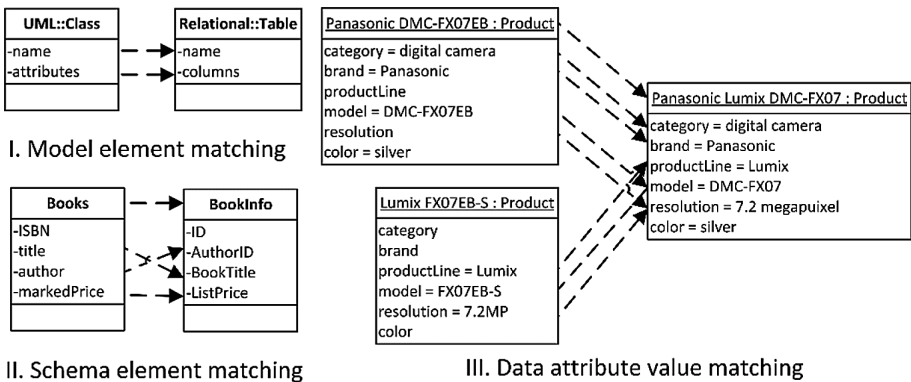 UML::Class
-name
-attributes
Relational::Table
-name
-columns
I. Model element matching
Books
-ISBN
-title
-author
-markedPrice
BookInfo
-ID
-AuthorID
-BookTitle
-ListPrice
II. Schema element matching
Panasonic DMC-FX07EB : Product
category = digital camera
brand = Panasonic
productLine
model = DMC-FX07EB
resolution
color = silver
Lumix FX07EB-S : Product
category
brand
productLine = Lumix
model = FX07EB-S
resolution = 7.2MP
color
Panasonic Lumix DMC-FX07 : Product
category = digital camera
brand = Panasonic
productLine = Lumix
model = DMC-FX07
resolution = 7.2 megapuixel
color = silver
III. Data attribute value matching